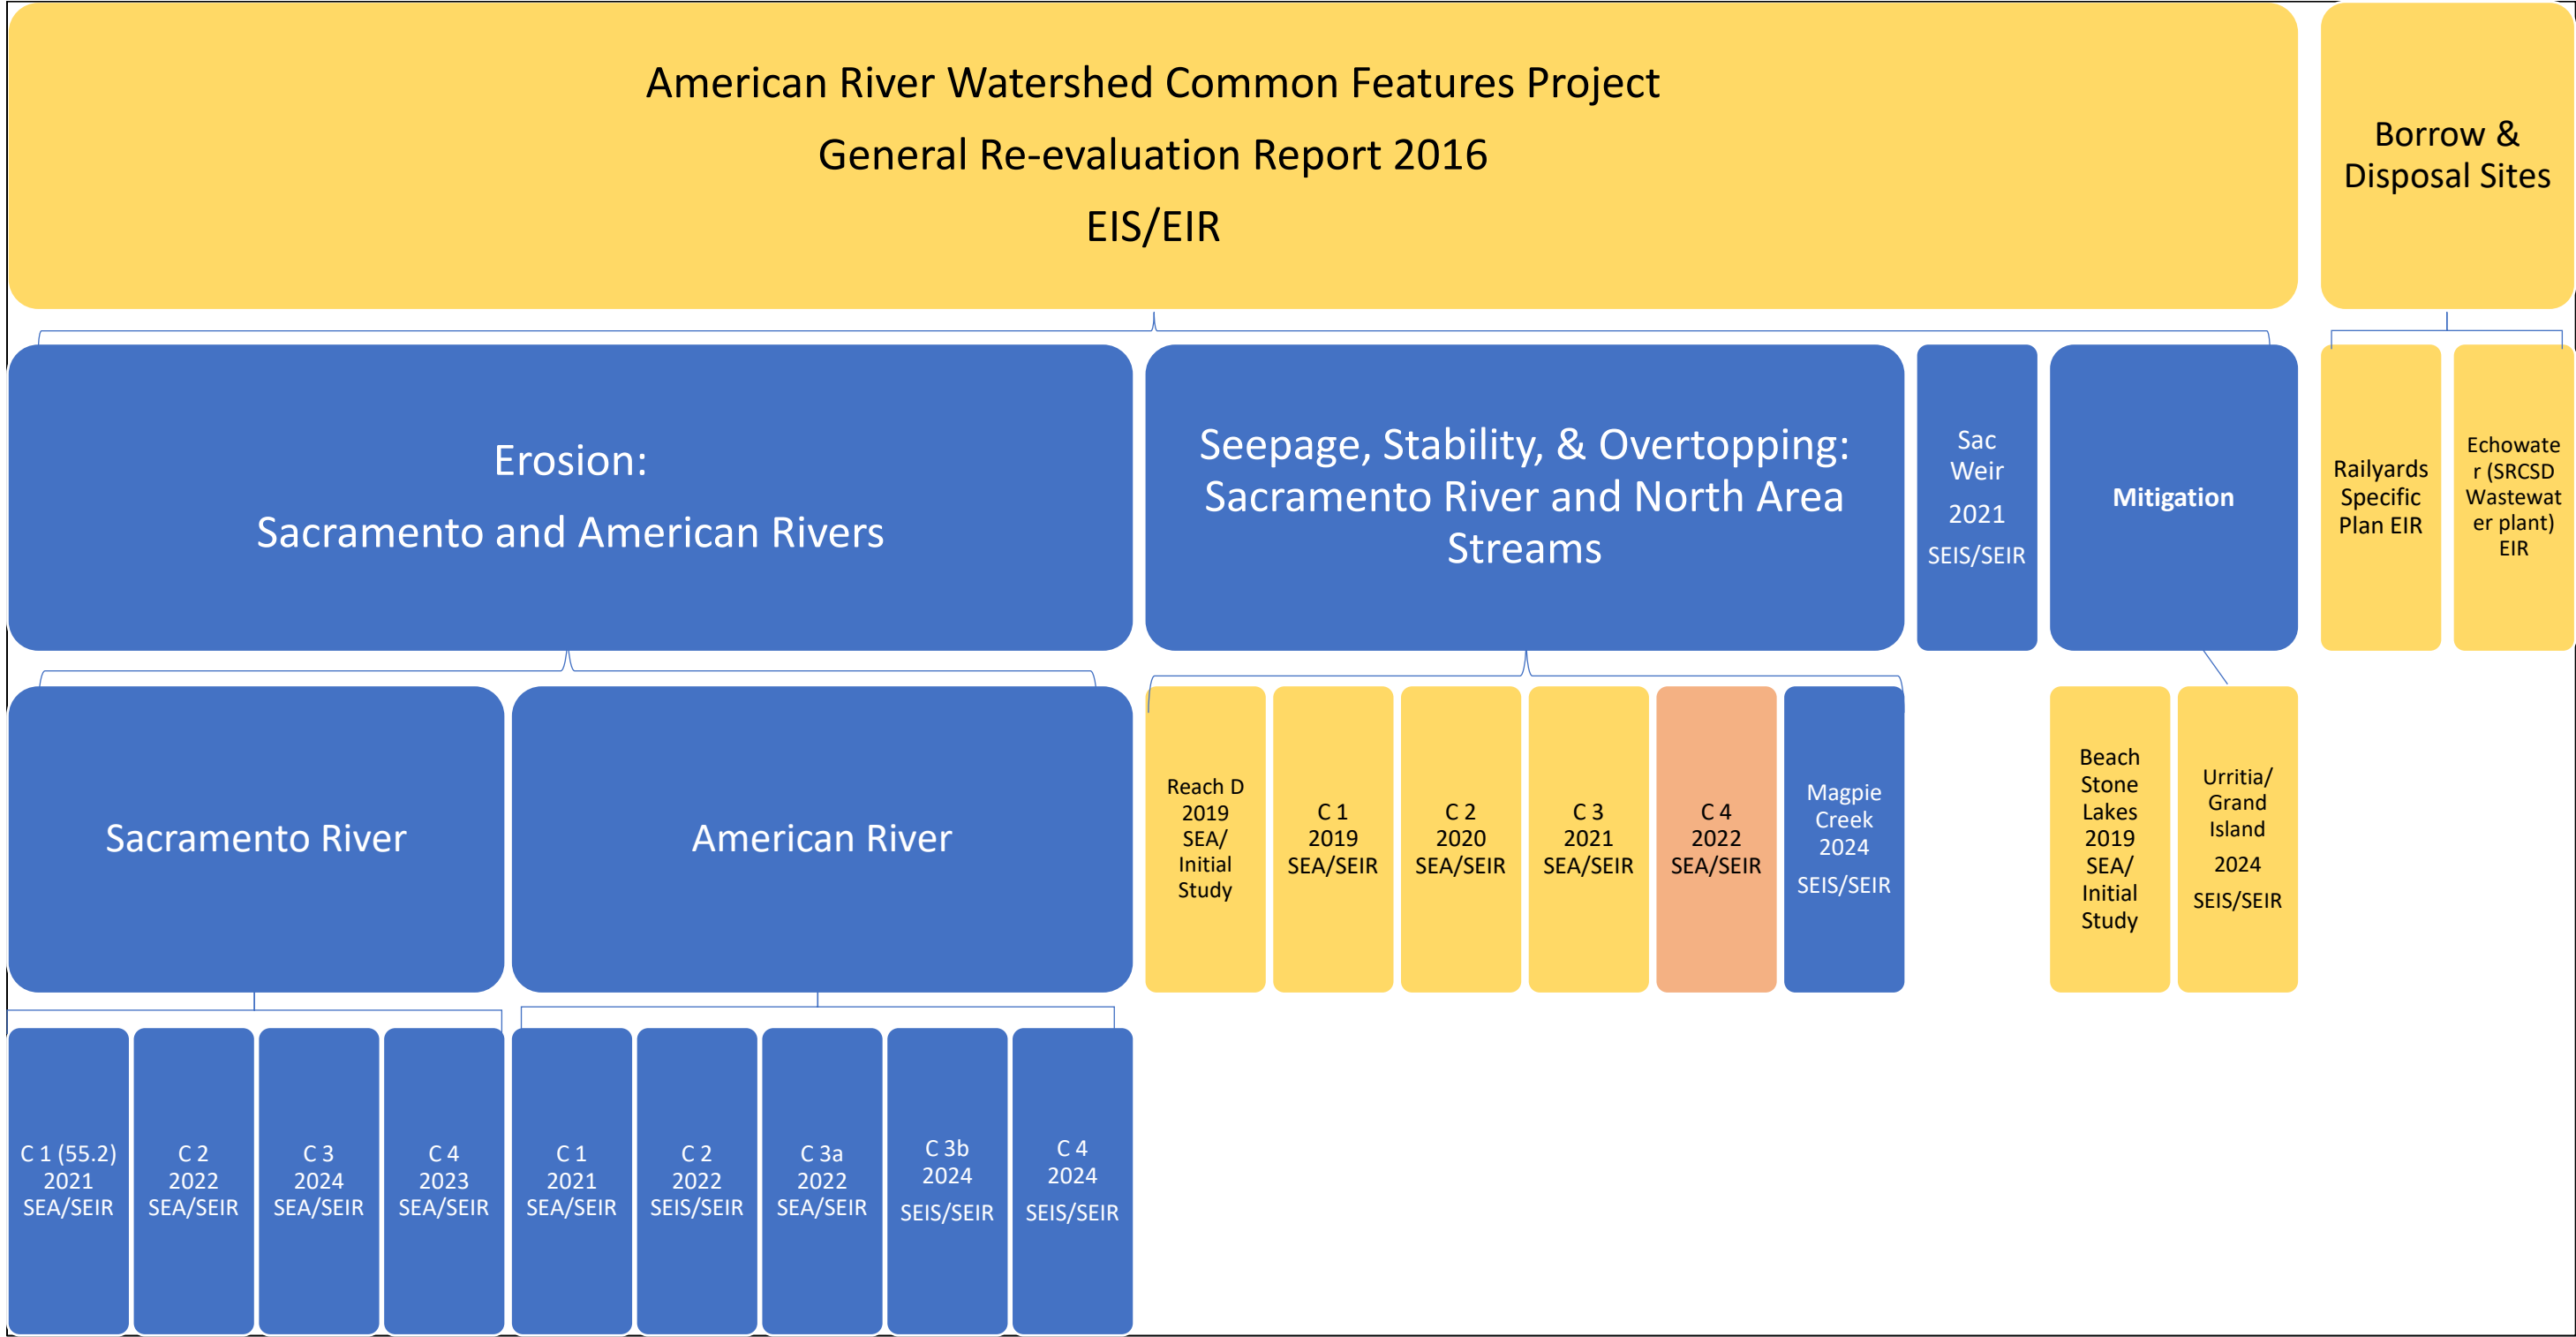 American River Watershed Common Features Project
General Re-evaluation Report 2016
EIS/EIR
Borrow &
Disposal Sites
Erosion:
Sacramento and American Rivers
Seepage, Stability, & Overtopping:
Sacramento River and North Area
Streams
Sac
Weir
2021
SEIS/SEIR
Mitigation
Railyards
Specific
Plan EIR
Echowate
r (SRCSD
Wastewat
er plant)
EIR
Sacramento River
American River
Reach D
2019
SEA/
Initial
Study
C 1
2019
SEA/SEIR
C 2
2020
SEA/SEIR
C 3
2021
SEA/SEIR
C 4
2022
SEA/SEIR
Magpie
Creek
2024
SEIS/SEIR
Beach
Stone
Lakes
2019
SEA/
Initial
Study
Urritia/
Grand
Island
2024
SEIS/SEIR
C 1 (55.2)
2021
SEA/SEIR
C 2
2022
SEA/SEIR
C 3
2024
SEA/SEIR
C 4
2023
SEA/SEIR
C 1
2021
SEA/SEIR
C 2
2022
SEIS/SEIR
C 3a
2022
SEA/SEIR
C 3b
2024
SEIS/SEIR
C 4
2024
SEIS/SEIR